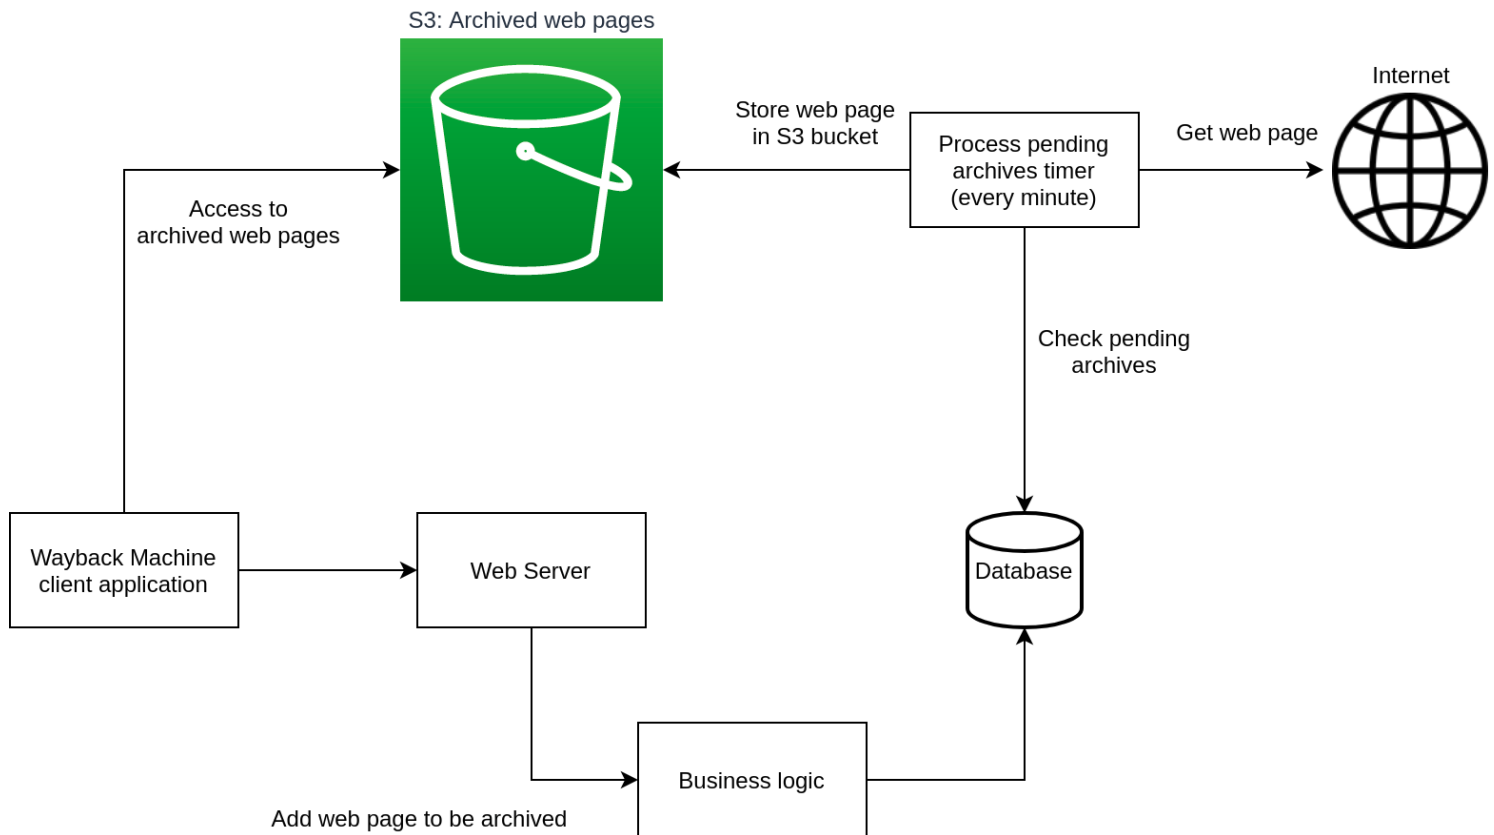 S3: Archived web pages
Internet
Store web page
in S3 bucket
Process pending
archives timer
(every minute)
Get web page
Access to
archived web pages
Check pending
archives
Wayback Machine
client application
Web Server
Database
Business logic
Add web page to be archived